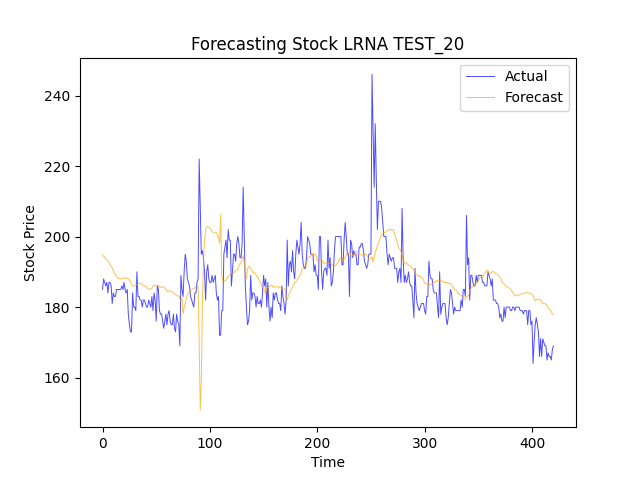 Forecasting Stock LRNA TEST_20
Actual
Forecast
Stock Price
240
220
200
180
160
0 100 200 300 400
Time